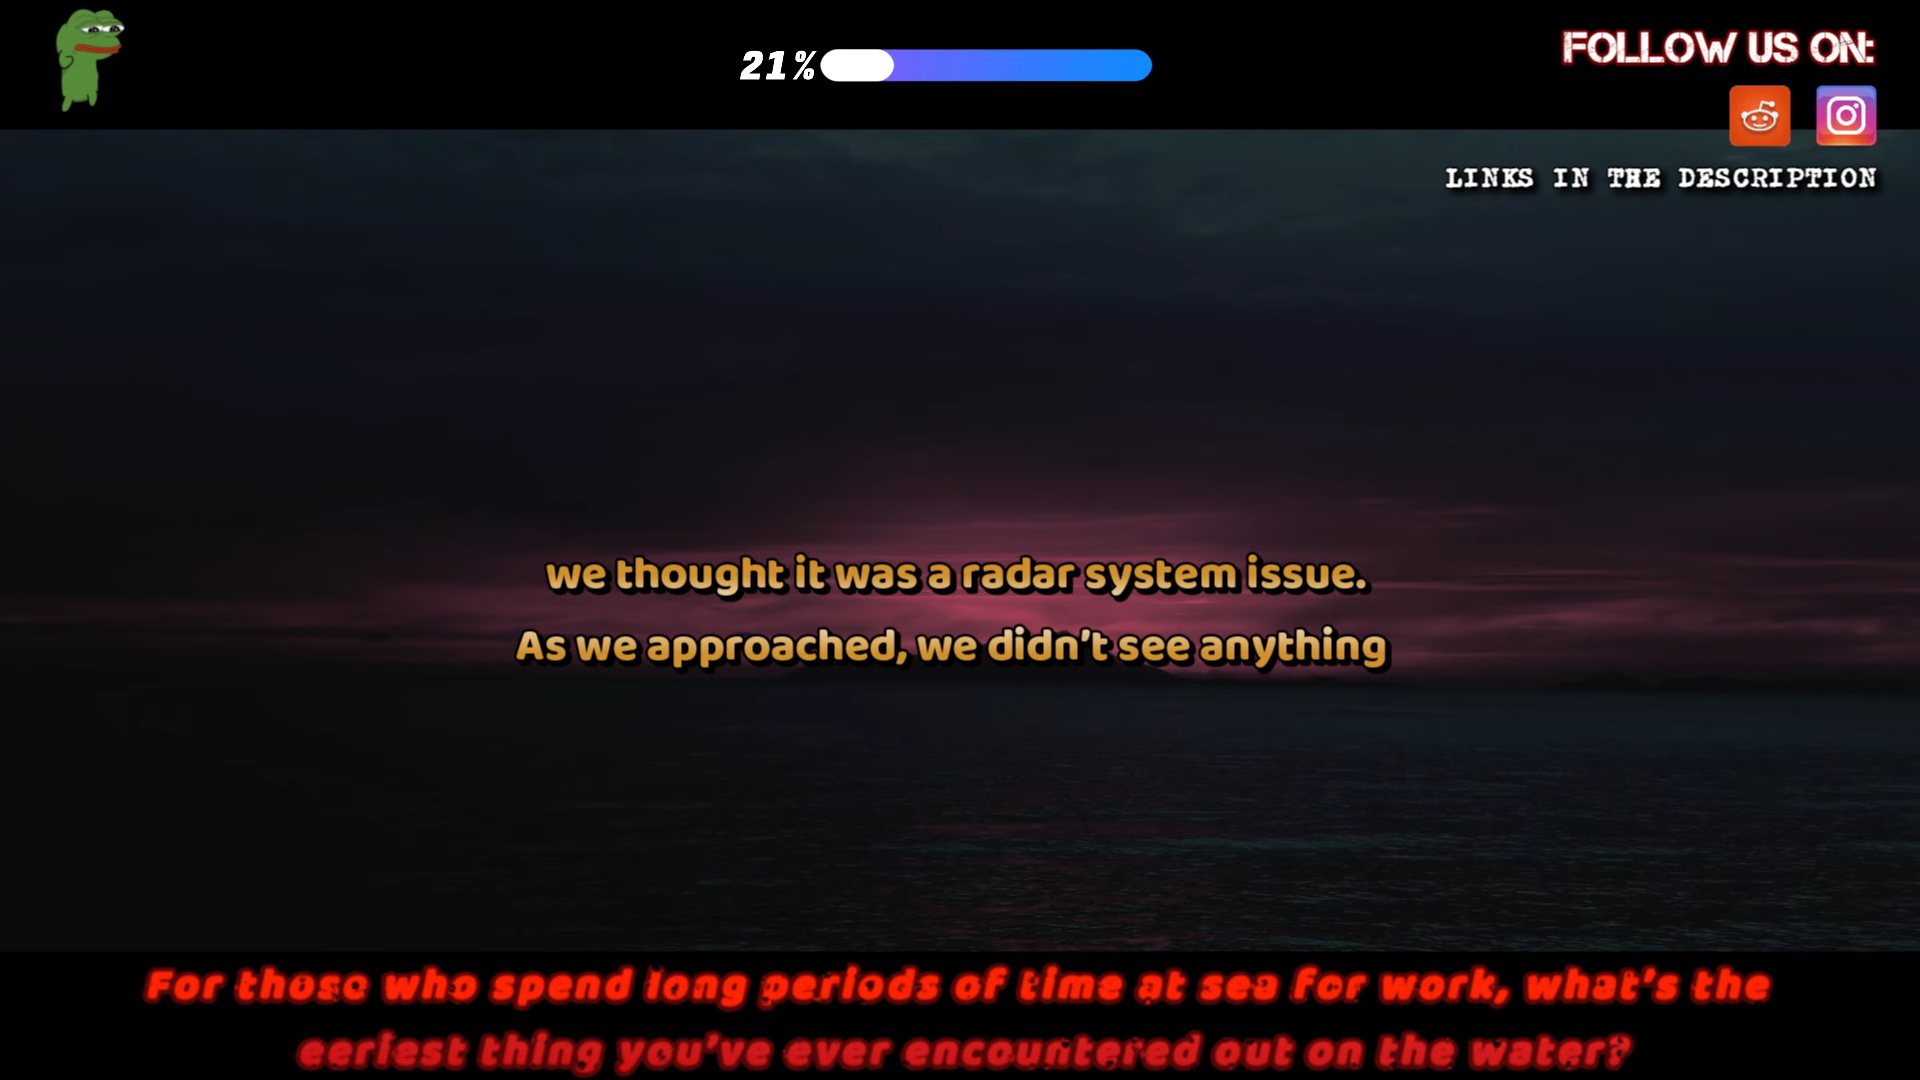 21%
FOLLOW US ON:
LINKS IN THE DESCRIPTION
we thought it was a radar system issue.
As we approached, we didn't see anything
For those who spend long periods of time at sea for work, what's the
eeriest thing you've ever encountered out on the water?